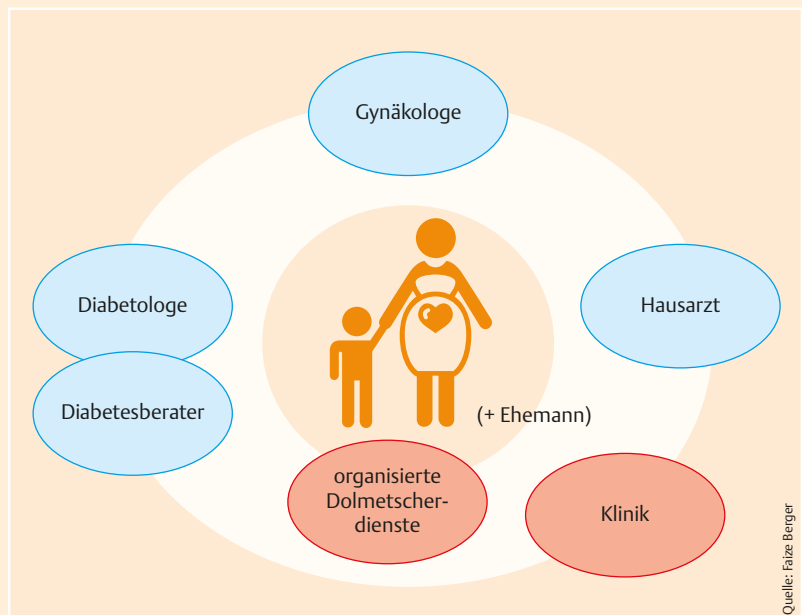 Gynäkologe
Diabetologe
Hausarzt
Diabetesberater
(+ Ehemann)
organisierte
Dolmetscher-
dienste
Klinik
Quelle: Faize Berger